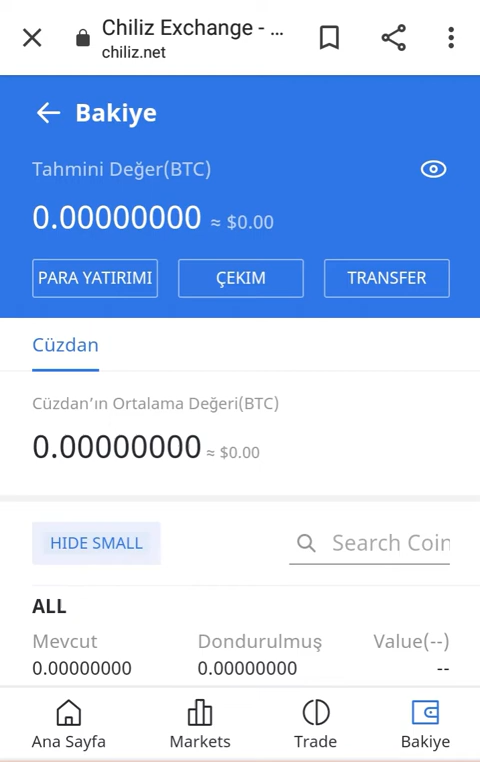 Chiliz Exchange - ...
chiliz.net
Bakiye
Tahmini Değer(BTC)
0.00000000 ≈ $0.00
PARA YATIRIMI ÇEKIM TRANSFER
Cüzdan
Cüzdan’ın Ortalama Değeri(BTC)
0.00000000 ≈ $0.00
HIDE SMALL Search Coin
ALL
Mevcut Dondurulmuş Value(--)
0.00000000 0.00000000 --
Ana Sayfa Markets Trade Bakiye